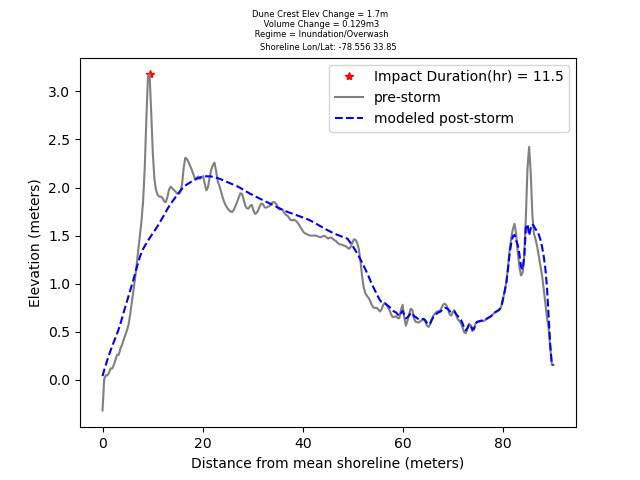 Dune Crest Elev Change = 1.7m
Volume Change = 0.129m3
Regime = Inundation/Overwash
Shoreline Lon/Lat: -78.556 33.85
Impact Duration(hr) = 11.5
pre-storm
modeled post-storm
Elevation (meters)
3.0
2.5
2.0
1.5
1.0
0.5
0.0
0 20 40 60 80
Distance from mean shoreline (meters)